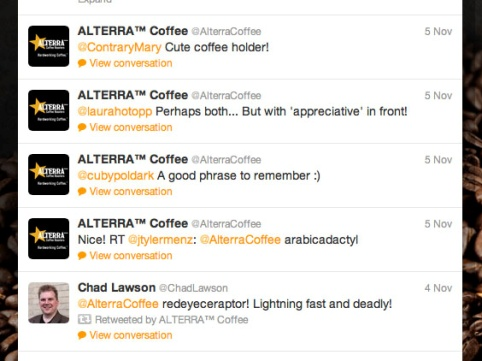 Expand
ALTERRA™ Coffee @AlterraCoffee 5 Nov
@ContraryMary Cute coffee holder!
View conversation
ALTERRA™ Coffee @AlterraCoffee 5 Nov
@laurahotopp Perhaps both... But with 'appreciative' in front!
View conversation
ALTERRA™ Coffee @AlterraCoffee 5 Nov
@cubypoldark A good phrase to remember :)
View conversation
ALTERRA™ Coffee @AlterraCoffee 5 Nov
Nice! RT @jtylermenz: @AlterraCoffee arabicadactyl
View conversation
Chad Lawson @ChadLawson 4 Nov
@AlterraCoffee redeyeceraptor! Lightning fast and deadly!
Retweeted by ALTERRA™ Coffee
View conversation